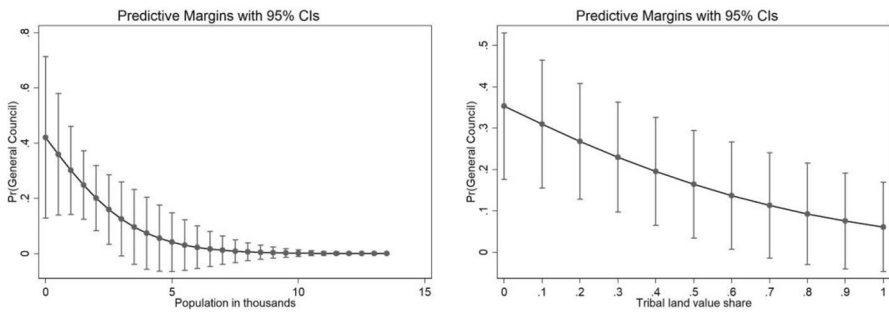 Predictive Margins with 95% CIs
Pr(General Council)
.8
.6
.4
.2
0
0 5 10 15
Population in thousands
Predictive Margins with 95% CIs
Pr(General Council)
.5
.4
.3
.2
.1
0
0 .1 .2 .3 .4 .5 .6 .7 .8 .9 1
Tribal land value share